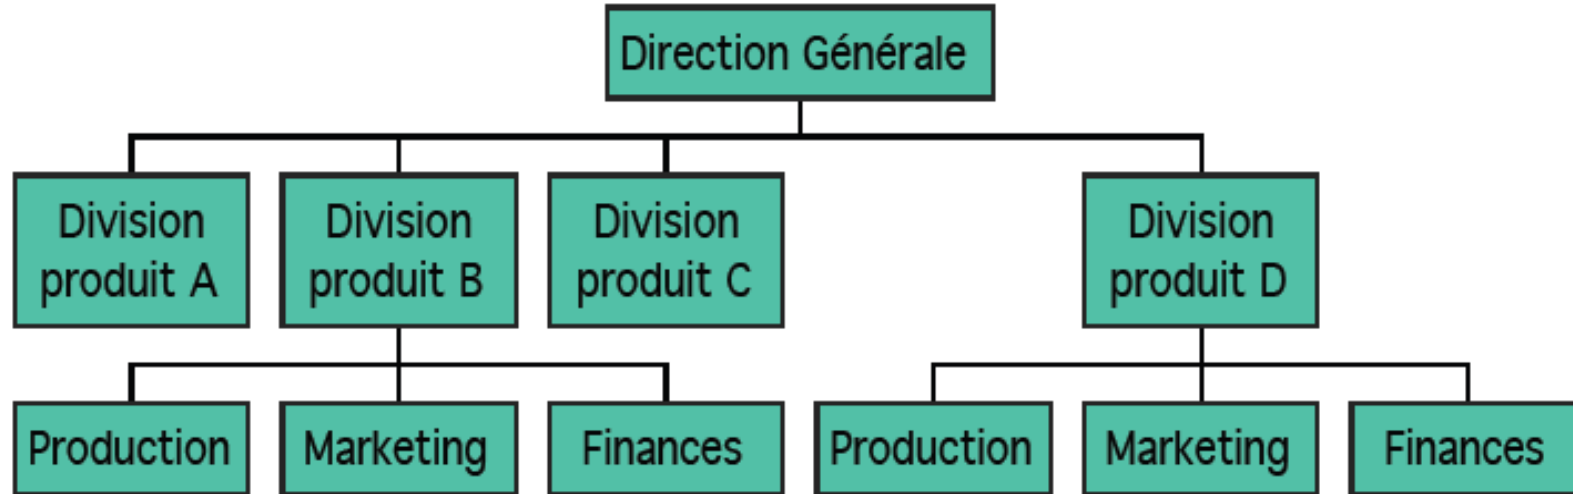 Direction Générale
Division
produit A
Division
produit B
Division
produit C
Division
produit D
Production
Marketing
Finances
Production
Marketing
Finances